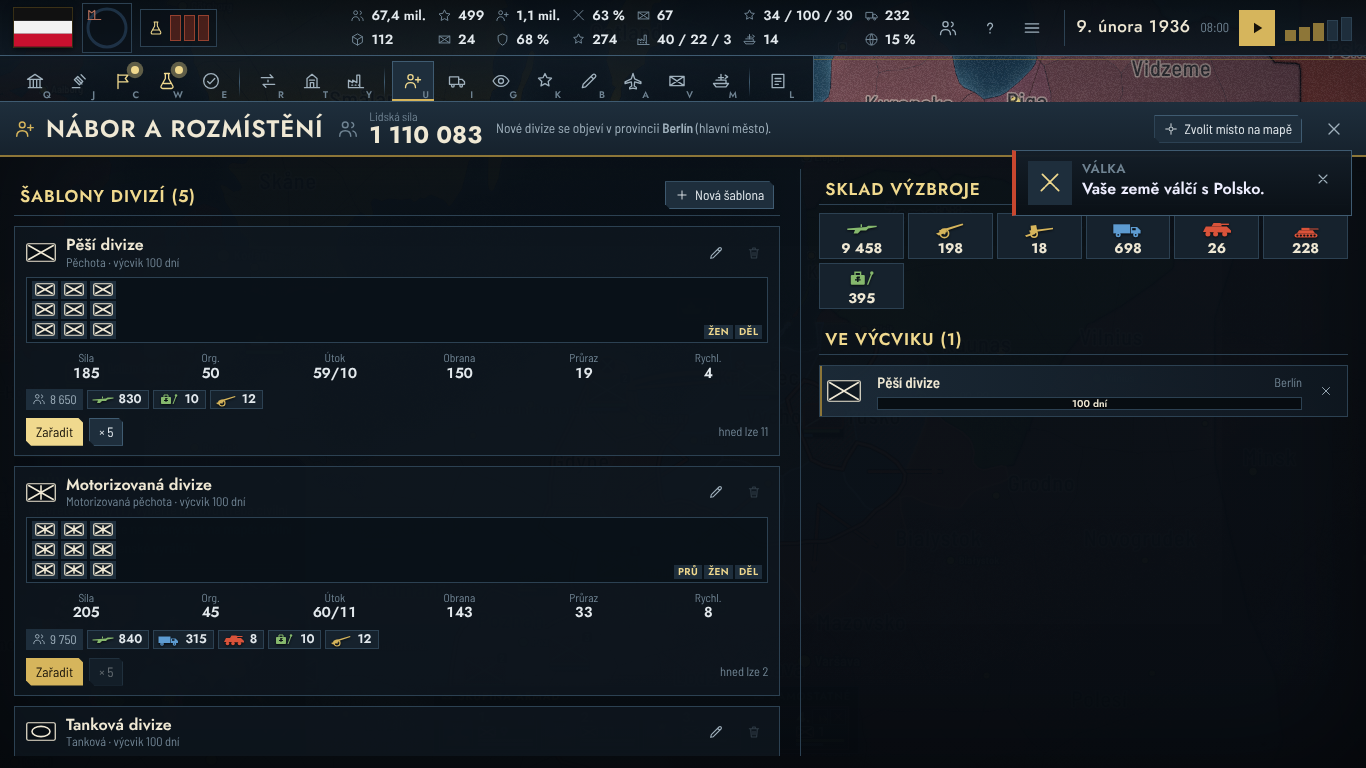 67,4 mil. 499 1,1 mil. 63 % 67 34 / 100 / 30 232
112 24 68 % 274 40 / 22 / 3 14 15 %
? 9. února 1936 08:00
Q J C W E R T Y U I G K B A V M L
Vidzeme
NÁBOR A ROZMÍSTĚNÍ
Lidská síla
1 110 083
Nové divize se objeví v provincii Berlín (hlavní město).
Zvolit místo na mapě
VÁLKA
Vaše země válčí s Polsko.
ŠABLONY DIVIZÍ (5)
Nová šablona
Pěší divize
Pěchota · výcvik 100 dní
ŽEN DĚL
Síla Org. Útok Obrana Průraz Rychl.
185 50 59/10 150 19 4
8 650 830 10 12
Zařadit ×5 hned lze 11
Motorizovaná divize
Motorizovaná pěchota · výcvik 100 dní
PRŮ ŽEN DĚL
Síla Org. Útok Obrana Průraz Rychl.
205 45 60/11 143 33 8
9 750 840 315 8 10 12
Zařadit ×5 hned lze 2
Tanková divize
Tanková · výcvik 100 dní
SKLAD VÝZBROJE
9 458 198 18 698 26 228
395
VE VÝCVIKU (1)
Pěší divize Berlín
100 dní